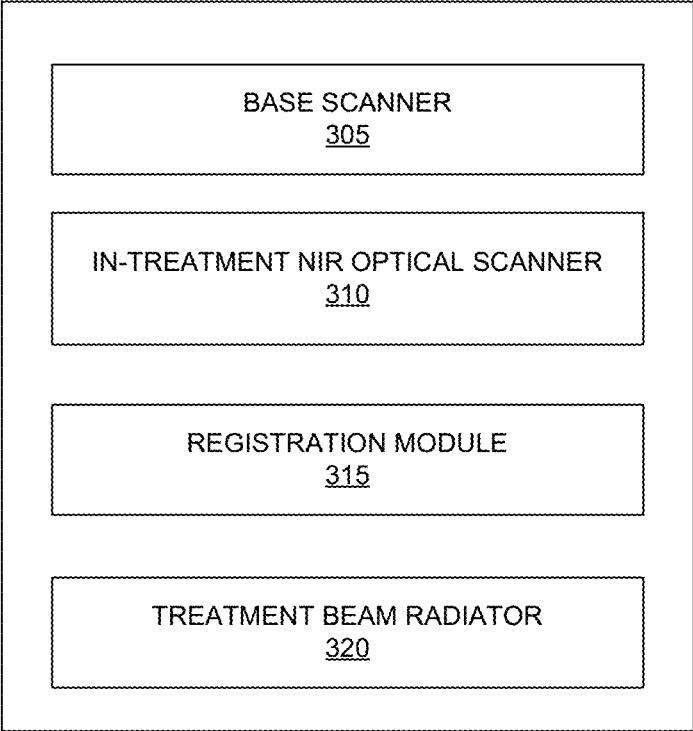 BASE SCANNER
305
IN-TREATMENT NIR OPTICAL SCANNER
310
REGISTRATION MODULE
315
TREATMENT BEAM RADIATOR
320